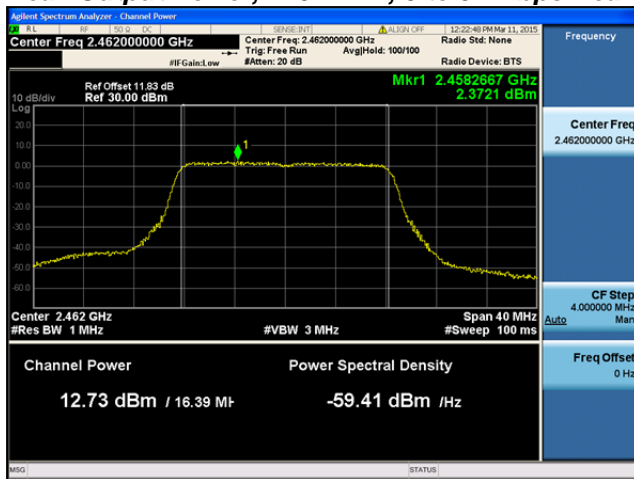 Agilent Spectrum Analyzer - Channel Power
RL RF 50 Ω DC SENSE:INT ALIGN OFF 12:22:48 PM Mar 11, 2015
Center Freq 2.462000000 GHz Center Freq: 2.462000000 GHz Radio Std: None Frequency
Trig: Free Run Avg|Hold: 100/100
#IFGain:Low #Atten: 20 dB Radio Device: BTS
Mkr1 2.4582667 GHz
Ref Offset 11.83 dB
10 dB/div Ref 30.00 dBm 2.3721 dBm
Log
20.0
10.0
0.00
-10.0
-20.0
-30.0
-40.0
-50.0
-60.0
1
Center Freq
2.462000000 GHz
CF Step
4.000000 MHz
Auto Man
Center 2.462 GHz Span 40 MHz
#Res BW 1 MHz #VBW 3 MHz #Sweep 100 ms
Channel Power Power Spectral Density
12.73 dBm / 16.39 MH -59.41 dBm /Hz
Freq Offset
0 Hz
MSG STATUS